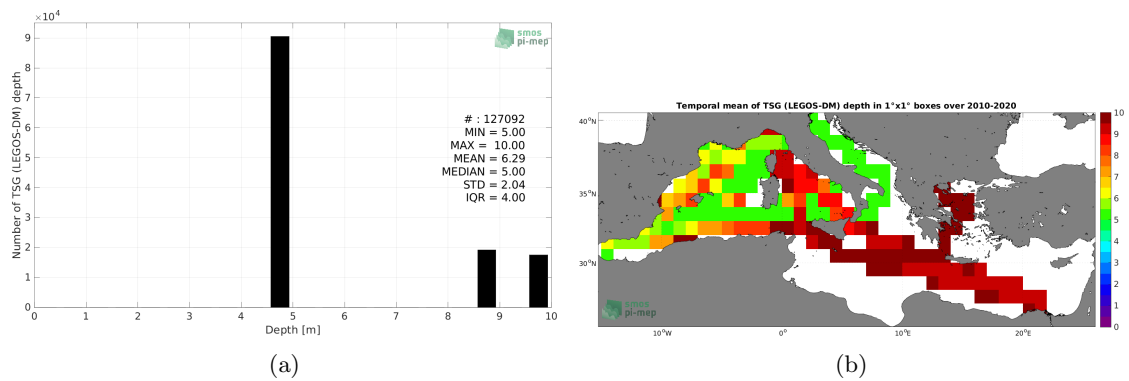 ×10⁴
9
8
7
6
5
4
3
2
1
0
Number of TSG (LEGOS-DM) depth
smos
pi-mep
# : 127092
MIN = 5.00
MAX = 10.00
MEAN = 6.29
MEDIAN = 5.00
STD = 2.04
IQR = 4.00
0 1 2 3 4 5 6 7 8 9 10
Depth [m]
(a)
Temporal mean of TSG (LEGOS-DM) depth in 1°x1° boxes over 2010-2020
40°N
35°N
30°N
10°W 0° 10°E 20°E
smos
pi-mep
10
9
8
7
6
5
4
3
2
1
0
(b)